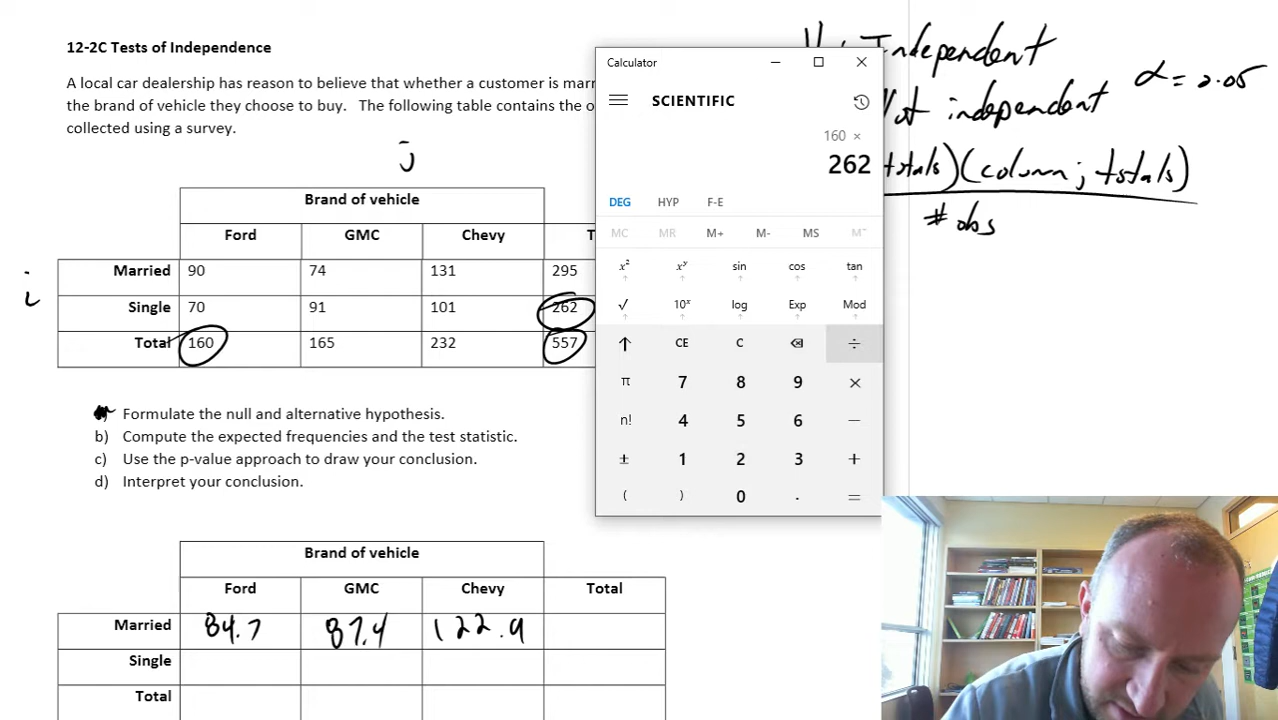 12-2C Tests of Independence
A local car dealership has reason to believe that whether a customer is marr
the brand of vehicle they choose to buy. The following table contains the o
collected using a survey.
j
Brand of vehicle
Ford GMC Chevy T
i
Married 90 74 131 295
Single 70 91 101 262
Total 160 165 232 557
Formulate the null and alternative hypothesis.
b) Compute the expected frequencies and the test statistic.
c) Use the p-value approach to draw your conclusion.
d) Interpret your conclusion.
Brand of vehicle
Ford GMC Chevy Total
Married 84.7 87.4 122.9
Single
Total
Calculator
SCIENTIFIC
160 ×
262
DEG HYP F-E
MC MR M+ M- MS M˅
x² xʸ sin cos tan
√ 10ˣ log Exp Mod
↑ CE C ⌫ ÷
π 7 8 9 ×
n! 4 5 6 −
± 1 2 3 +
( ) 0 . =
Independent
Not independent
α = 0.05
totals)(column j totals)
# obs